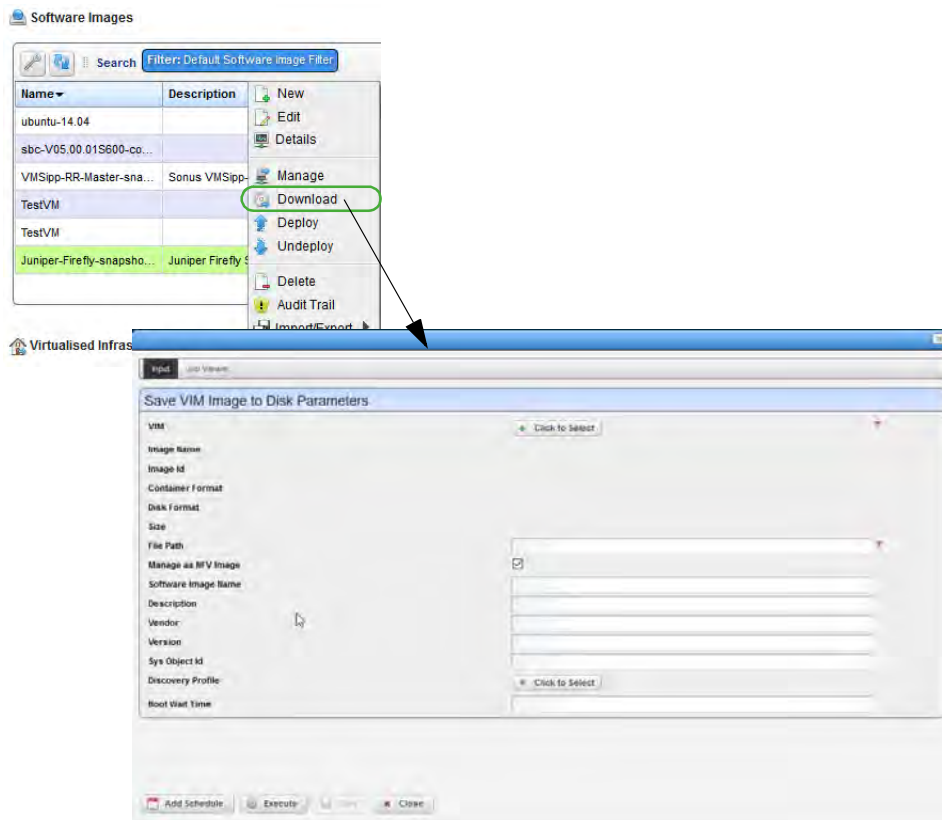 Software Images
Search Filter: Default Software Image Filter
Name Description
ubuntu-14.04
sbc-V05.00.01S600-co...
VMSipp-RR-Master-sna... Sonus VMSipp-
TestVM
TestVM
Juniper-Firefly-snapsho... Juniper Firefly S
New
Edit
Details
Manage
Download
Deploy
Undeploy
Delete
Audit Trail
Import/Export
Virtualised Infras
Input Job Viewer
Save VIM Image to Disk Parameters
VIM Click to Select
Image Name
Image Id
Container Format
Disk Format
Size
File Path
Manage as NFV Image
Software Image Name
Description
Vendor
Version
Sys Object Id
Discovery Profile Click to Select
Boot Wait Time
Add Schedule Execute Close